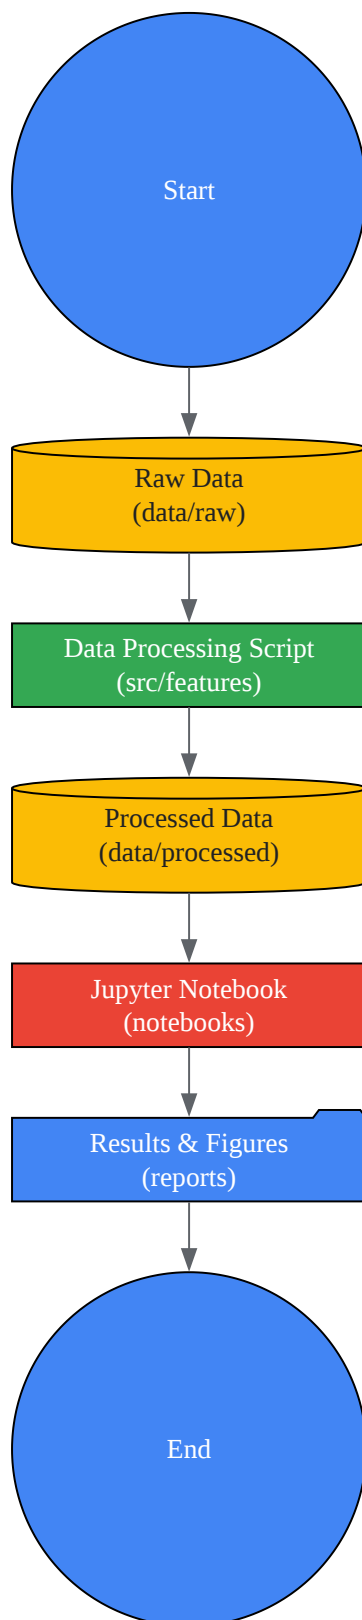 Start
Raw Data
(data/raw)
Data Processing Script
(src/features)
Processed Data
(data/processed)
Jupyter Notebook
(notebooks)
Results & Figures
(reports)
End